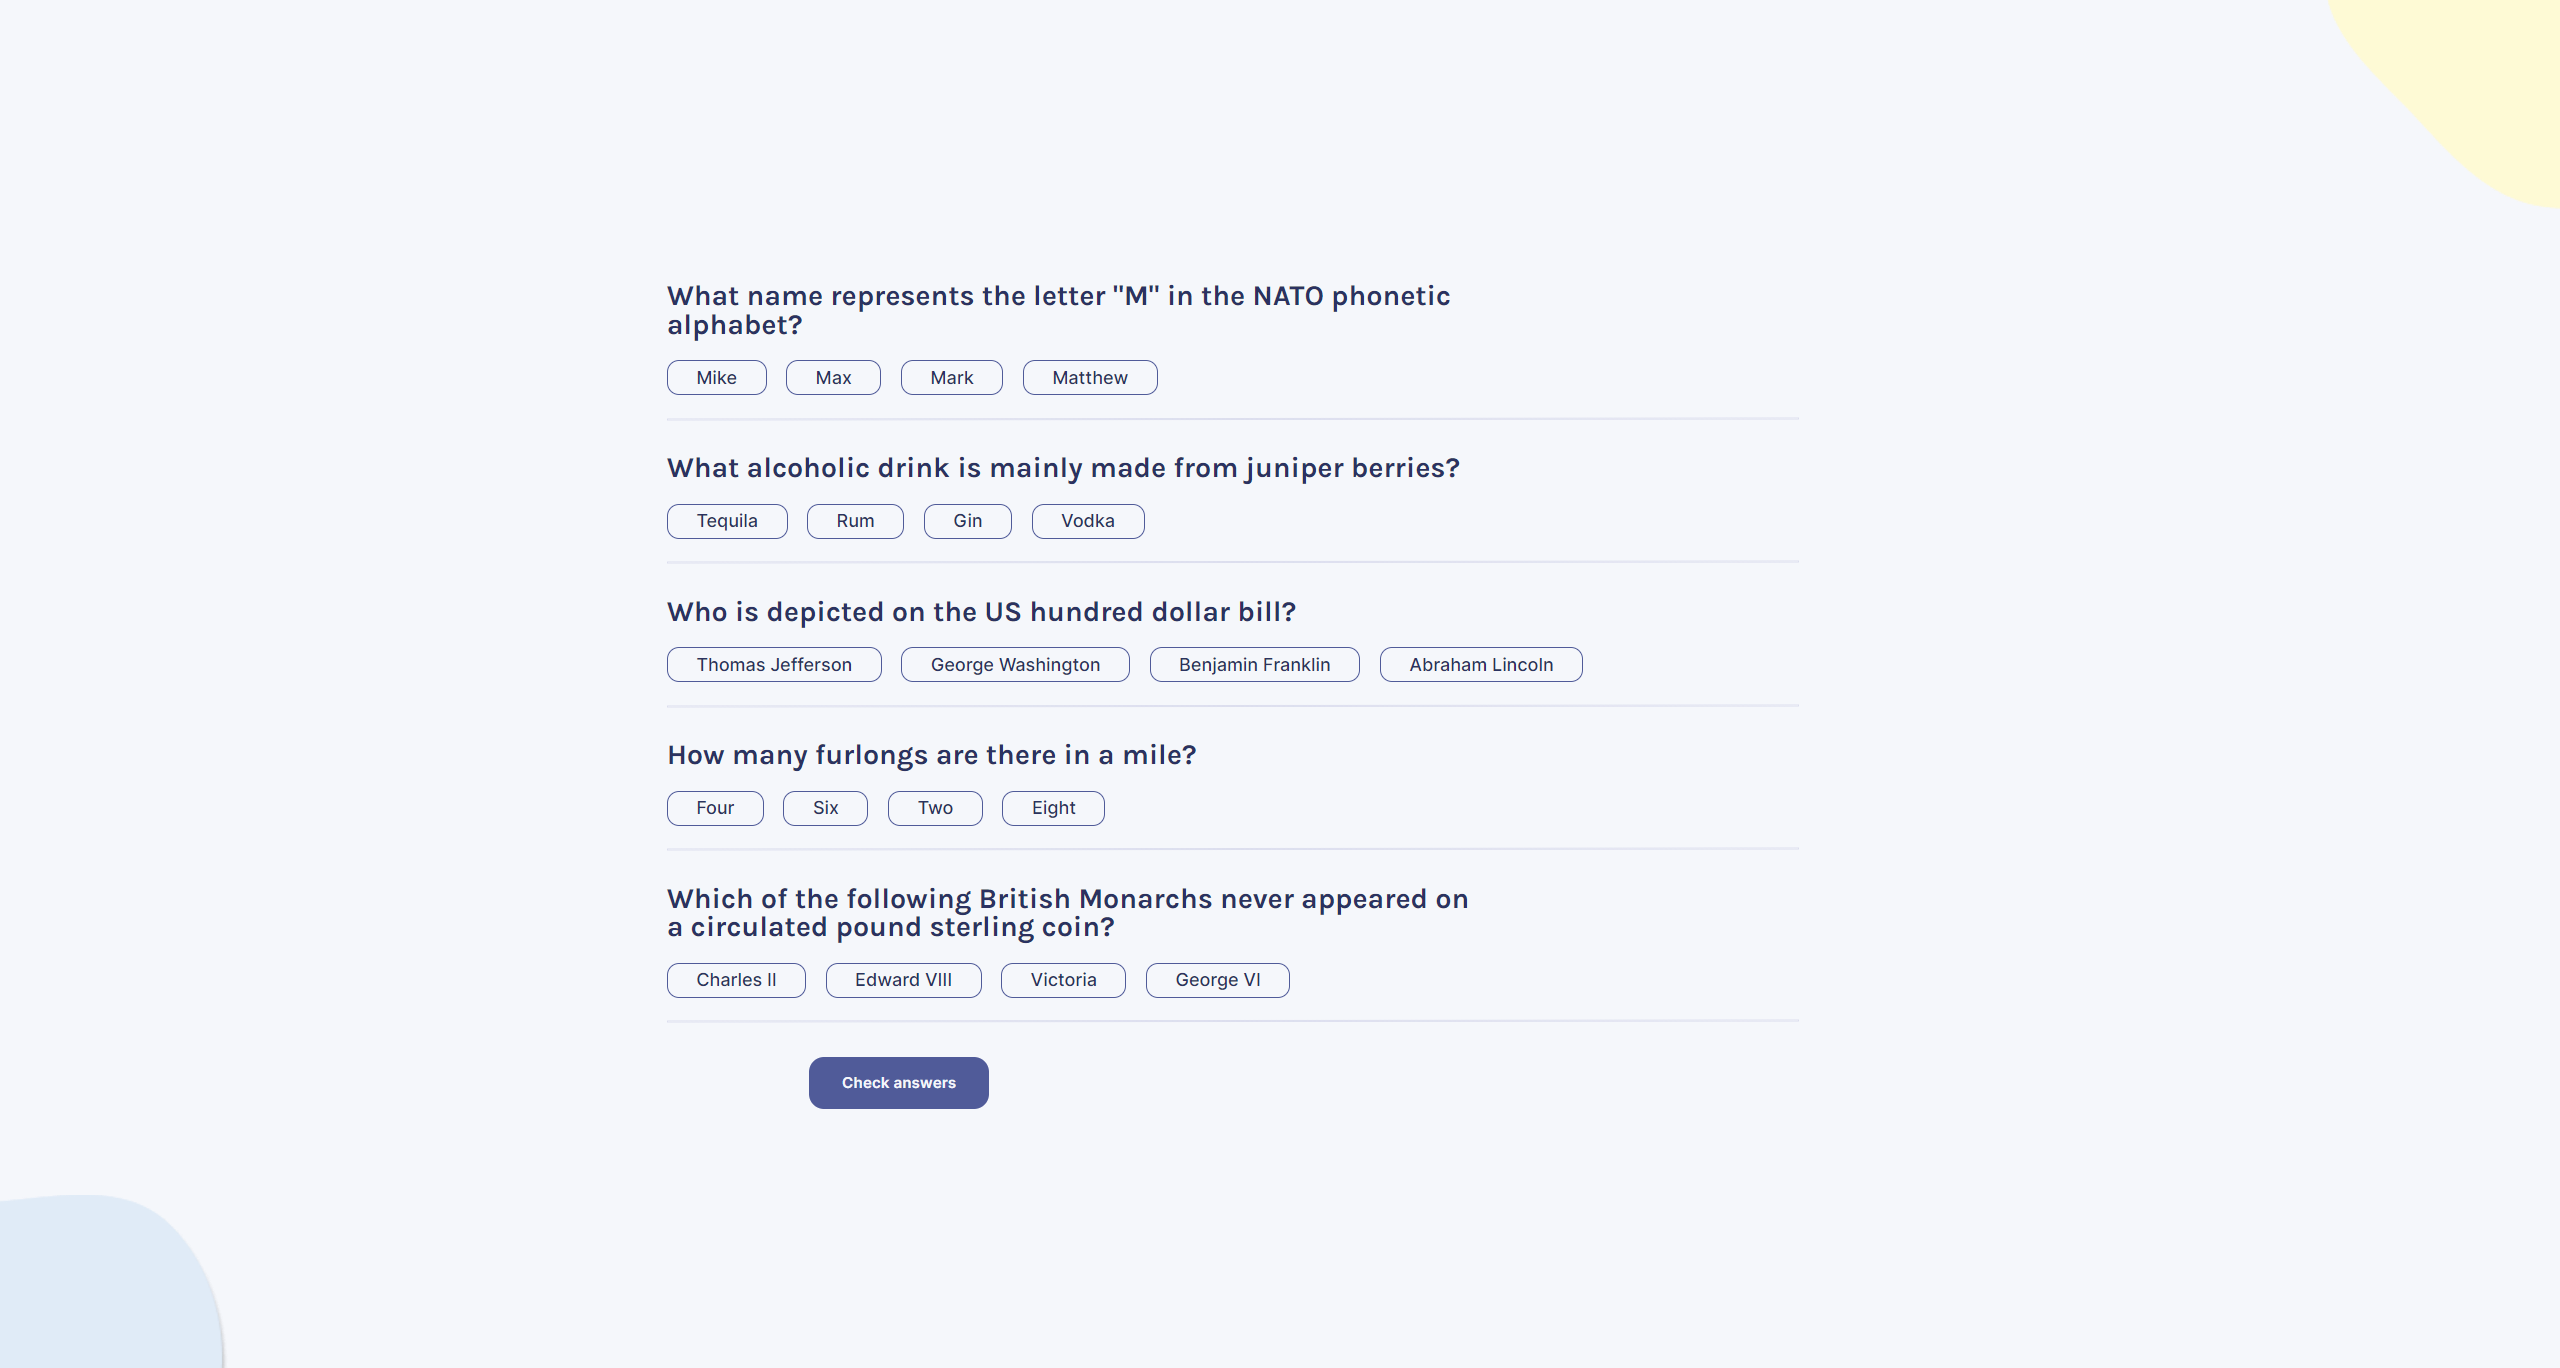 What name represents the letter "M" in the NATO phonetic
alphabet?
Mike Max Mark Matthew
What alcoholic drink is mainly made from juniper berries?
Tequila Rum Gin Vodka
Who is depicted on the US hundred dollar bill?
Thomas Jefferson George Washington Benjamin Franklin Abraham Lincoln
How many furlongs are there in a mile?
Four Six Two Eight
Which of the following British Monarchs never appeared on
a circulated pound sterling coin?
Charles II Edward VIII Victoria George VI
Check answers